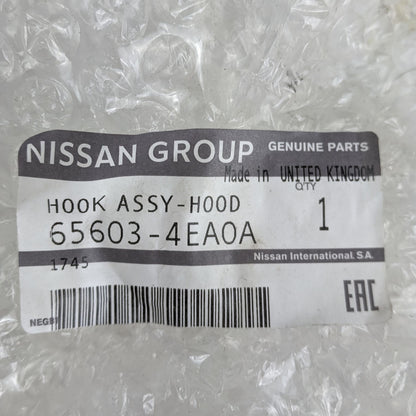 NISSAN GROUP GENUINE PARTS
Made in UNITED KINGDOM
HOOK ASSY-HOOD QTY
65603-4EA0A 1
1745 Nissan International. S.A.
EAC